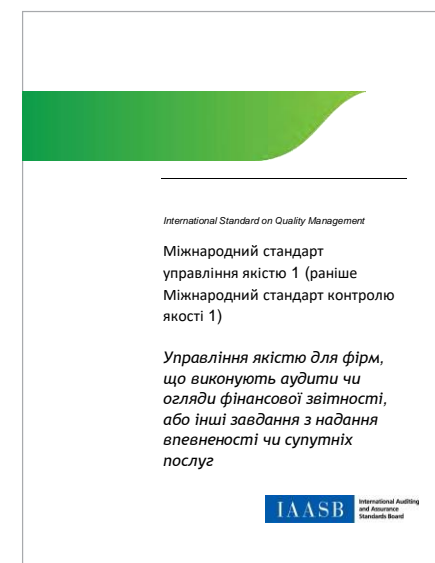 International Standard on Quality Management
Міжнародний стандарт
управління якістю 1 (раніше
Міжнародний стандарт контролю
якості 1)
Управління якістю для фірм,
що виконують аудити чи
огляди фінансової звітності,
або інші завдання з надання
впевненості чи супутніх
послуг
IAASB
International Auditing
and Assurance
Standards Board